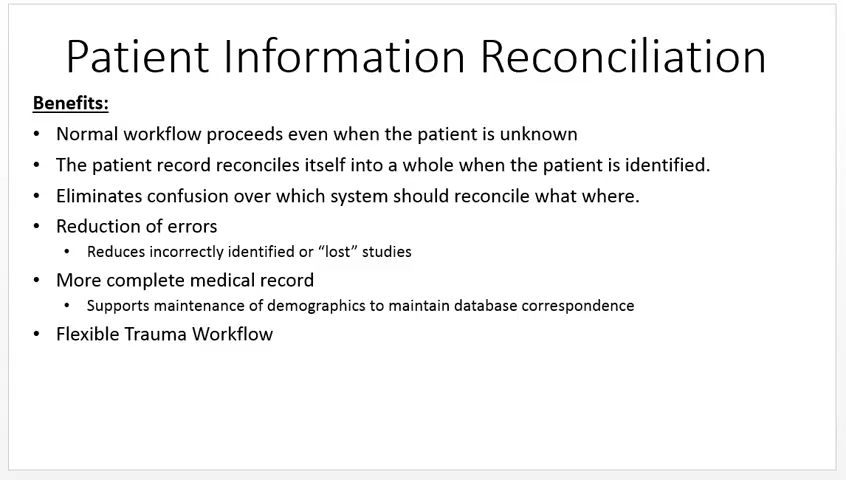 Patient Information Reconciliation
Benefits:
• Normal workflow proceeds even when the patient is unknown
• The patient record reconciles itself into a whole when the patient is identified.
• Eliminates confusion over which system should reconcile what where.
• Reduction of errors
• Reduces incorrectly identified or “lost” studies
• More complete medical record
• Supports maintenance of demographics to maintain database correspondence
• Flexible Trauma Workflow